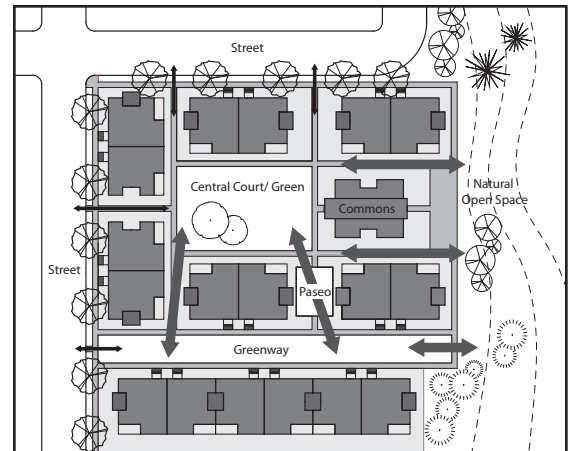 Street
Central Court/ Green
Natural
Open Space
Commons
Street
Paseo
Greenway